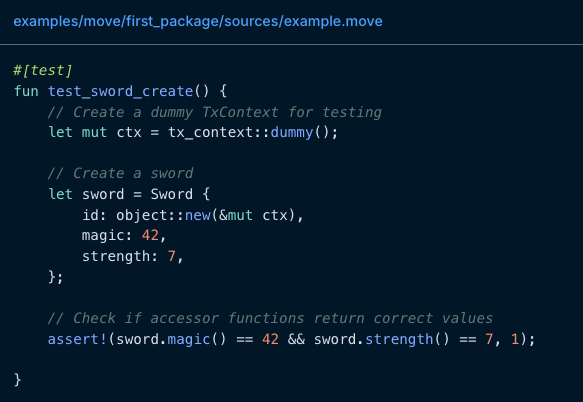 examples/move/first_package/sources/example.move
#[test]
fun test_sword_create() {
    // Create a dummy TxContext for testing
    let mut ctx = tx_context::dummy();
    // Create a sword
    let sword = Sword {
        id: object::new(&mut ctx),
        magic: 42,
        strength: 7,
    };
    // Check if accessor functions return correct values
    assert!(sword.magic() == 42 && sword.strength() == 7, 1);
}